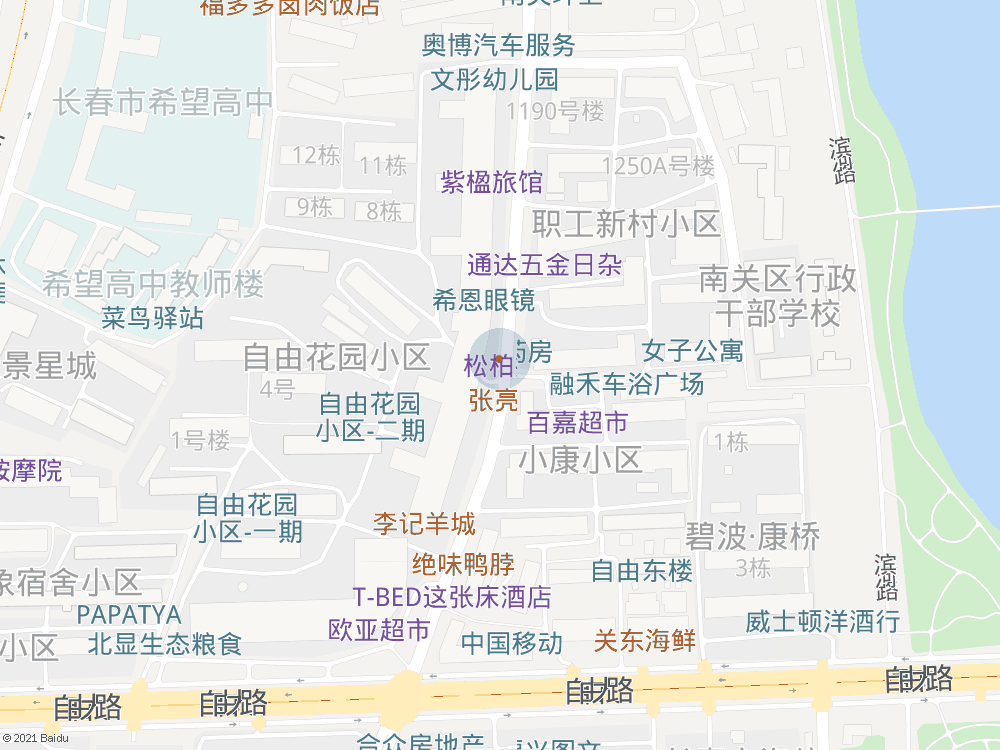 福多多卤肉饭店
奥博汽车服务
文彤幼儿园
长春市希望高中
1190号楼
12栋
11栋
1250A号楼
滨
路
紫楹旅馆
9栋
8栋
职工新村小区
通达五金日杂
南关区行政
干部学校
希望高中教师楼
希恩眼镜
菜鸟驿站
景星城
自由花园小区
松柏
药房
女子公寓
4号
张亮
融禾车浴广场
自由花园
小区-二期
百嘉超市
1号楼
1栋
小康小区
按摩院
自由花园
小区-一期
李记羊城
碧波·康桥
绝味鸭脖
自由东楼
3栋
滨
路
象宿舍小区
T-BED这张床酒店
PAPATYA
欧亚超市
威士顿洋酒行
小区
北显生态粮食
中国移动
关东海鲜
自由路
自由路
自由路
自由路
合众房地产
© 2021 Baidu